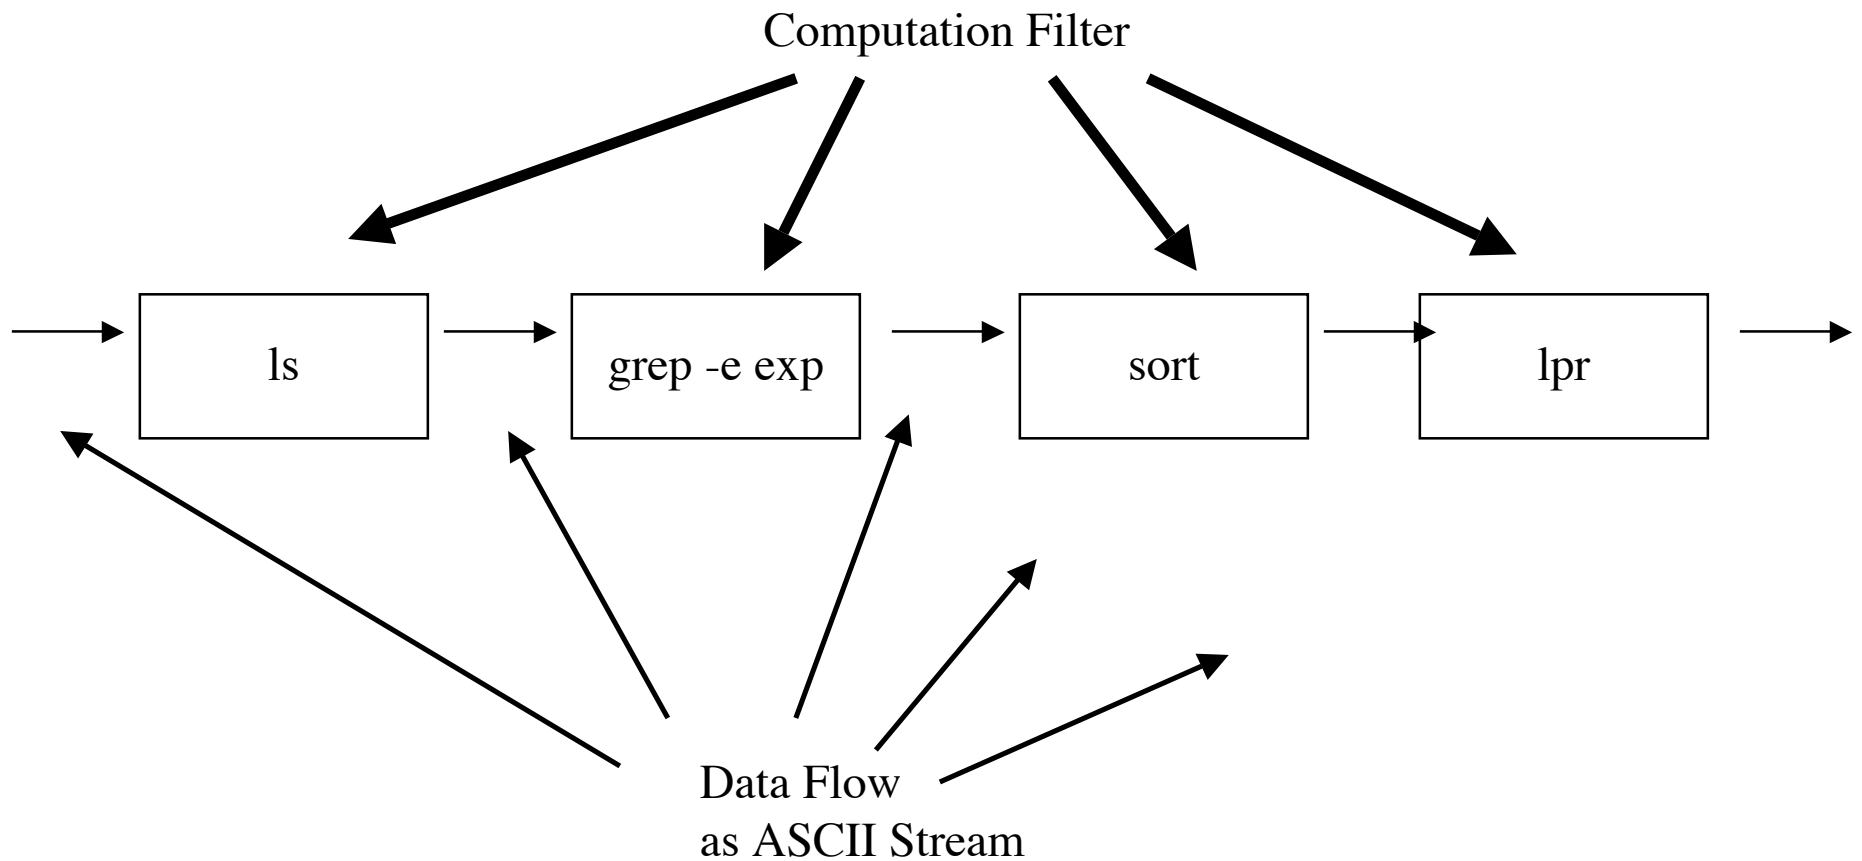 Computation Filter
ls
grep -e exp
sort
lpr
Data Flow
as ASCII Stream